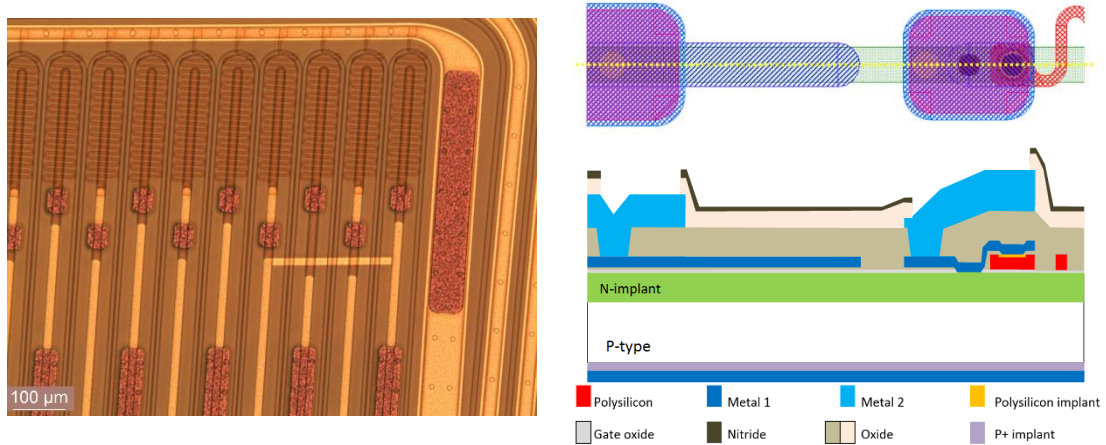 100 µm
N-implant
P-type
Polysilicon
Metal 1
Metal 2
Polysilicon implant
Gate oxide
Nitride
Oxide
P+ implant